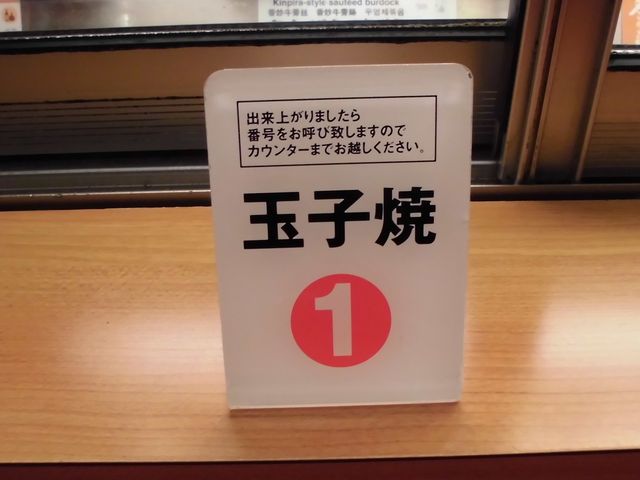 Kinpira-style sautéed burdock
出来上がりましたら
番号をお呼び致しますので
カウンターまでお越しください。
玉子焼
1